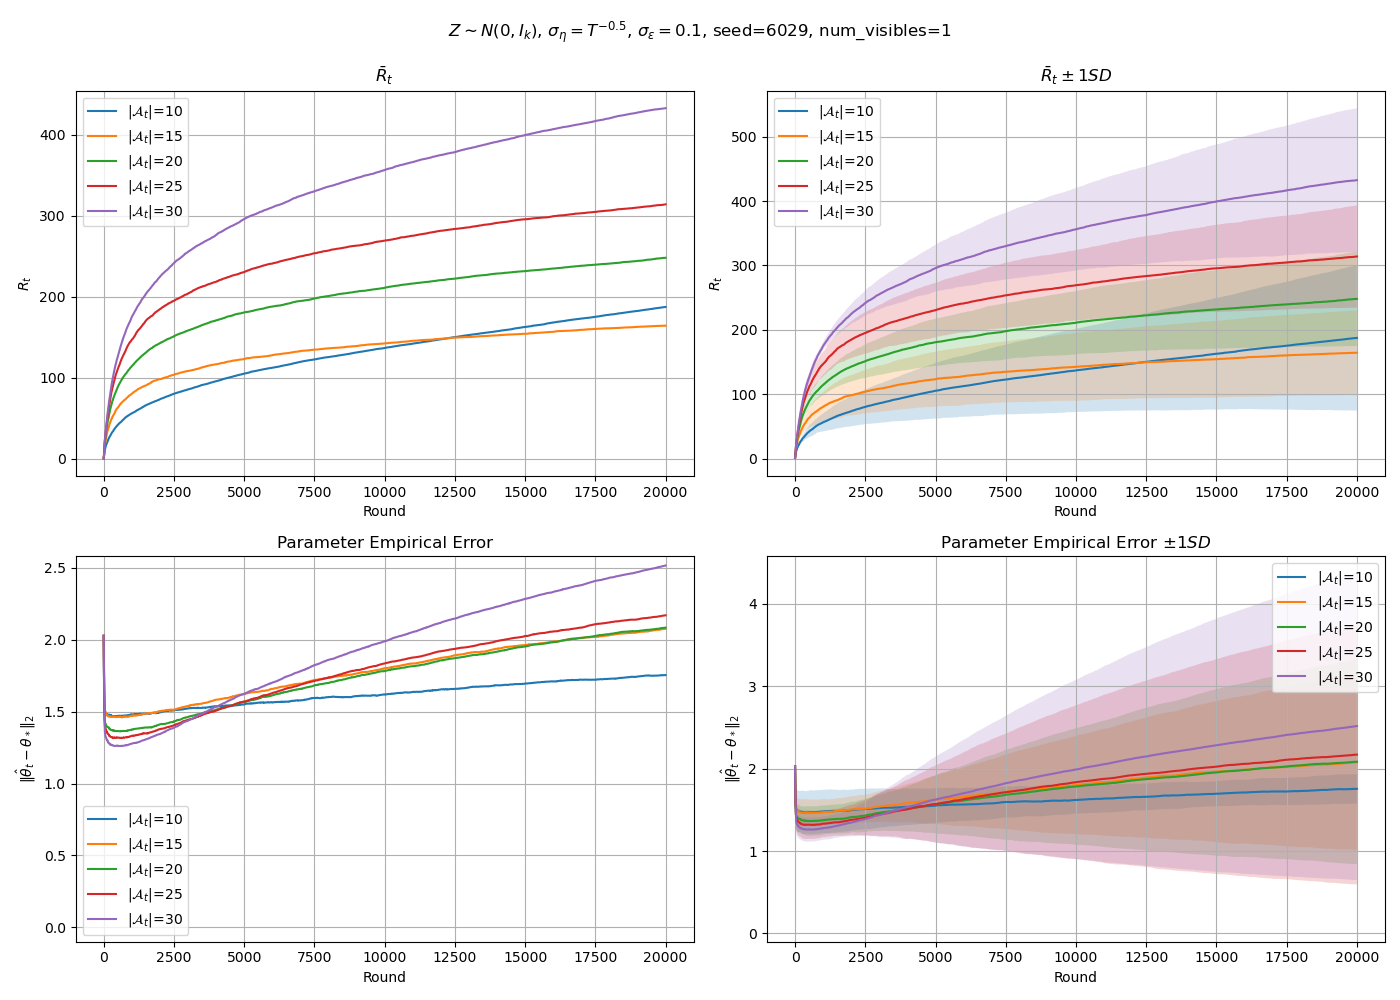 Z ∼ N(0, I_k), σ_η = T^{−0.5}, σ_ε = 0.1, seed=6029, num_visibles=1
R̄_t
R_t
400
300
200
100
0
|𝒜_t|=10
|𝒜_t|=15
|𝒜_t|=20
|𝒜_t|=25
|𝒜_t|=30
0 2500 5000 7500 10000 12500 15000 17500 20000
Round
R̄_t ± 1SD
R_t
500
400
300
200
100
0
|𝒜_t|=10
|𝒜_t|=15
|𝒜_t|=20
|𝒜_t|=25
|𝒜_t|=30
0 2500 5000 7500 10000 12500 15000 17500 20000
Round
Parameter Empirical Error
‖θ̂_t − θ_*‖_2
2.5
2.0
1.5
1.0
0.5
0.0
|𝒜_t|=10
|𝒜_t|=15
|𝒜_t|=20
|𝒜_t|=25
|𝒜_t|=30
0 2500 5000 7500 10000 12500 15000 17500 20000
Round
Parameter Empirical Error ±1SD
‖θ̂_t − θ_*‖_2
4
3
2
1
0
|𝒜_t|=10
|𝒜_t|=15
|𝒜_t|=20
|𝒜_t|=25
|𝒜_t|=30
0 2500 5000 7500 10000 12500 15000 17500 20000
Round